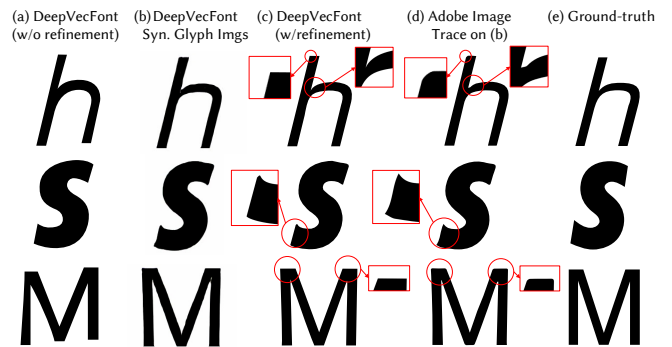 (a) DeepVecFont
(w/o refinement)
(b) DeepVecFont
Syn. Glyph Imgs
(c) DeepVecFont
(w/refinement)
(d) Adobe Image
Trace on (b)
(e) Ground-truth
h h h h h
s s s s s
M M M M M